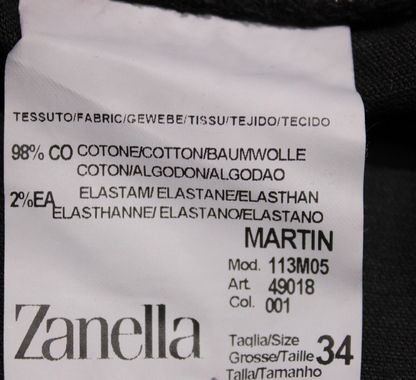 TESSUTO/FABRIC/GEWEBE/TISSU/TEJIDO/TECIDO
98% CO COTONE/COTTON/BAUMWOLLE
COTON/ALGODON/ALGODAO
2%EA ELASTAM/ ELASTANE/ELASTHAN
ELASTHANNE/ ELASTANO/ELASTANO
MARTIN
Mod. 113M05
Art. 49018
Col. 001
Zanella
Taglia/Size
Grosse/Taille 34
Talla/Tamanho